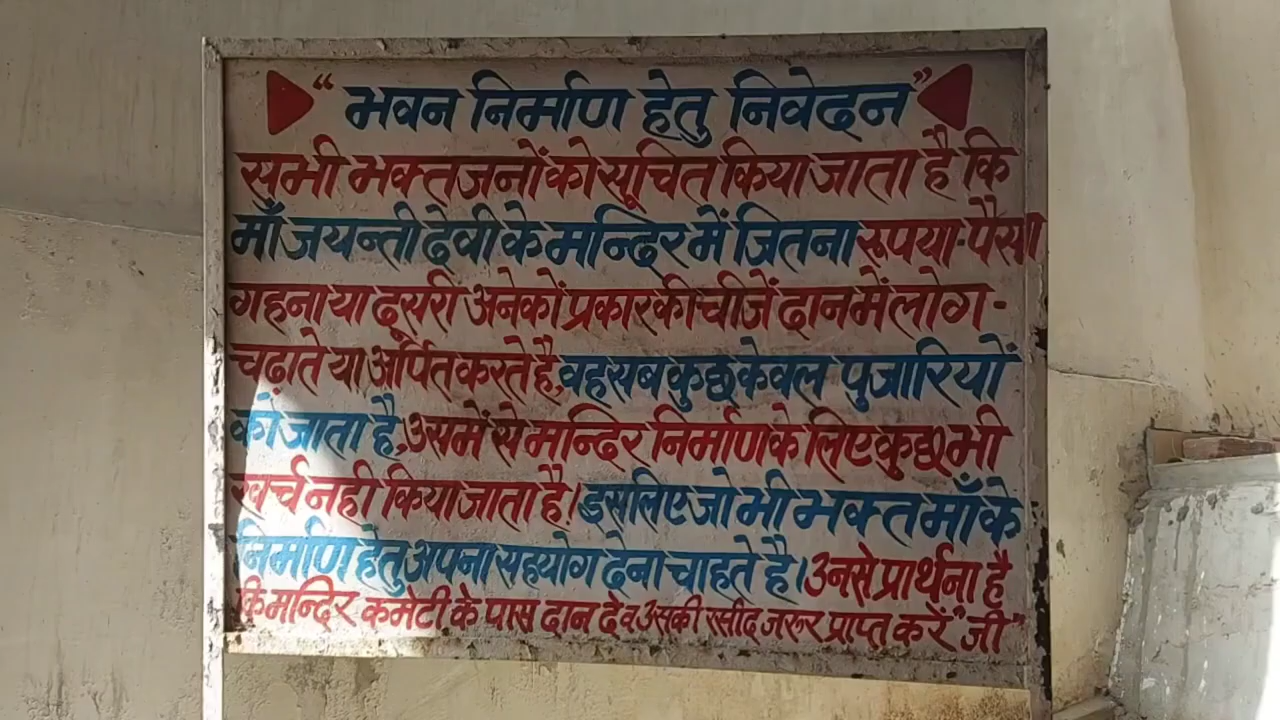 “ भवन निर्माण हेतु निवेदन ”
सभी भक्तजनों को सूचित किया जाता है कि
माँ जयन्ती देवी के मन्दिर में जितना रूपया-पैसा
गहना या दूसरी अनेकों प्रकार की चीजें दान में लोग-
चढ़ाते या अर्पित करते है, वह सब कुछ केवल पुजारियों
को जाता है, उसमें से मन्दिर निर्माण के लिए कुछ भी
खर्च नही किया जाता है। इसलिए जो भी भक्त माँ के
निर्माण हेतु अपना सहयोग देना चाहते है। उनसे प्रार्थना है
कि मन्दिर कमेटी के पास दान दे व उसकी रसीद जरूर प्राप्त करें “जी”